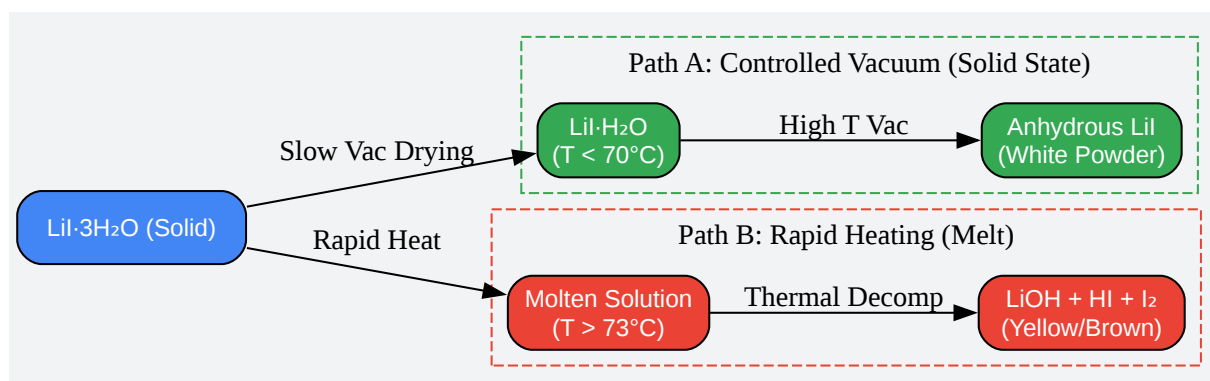 Path A: Controlled Vacuum (Solid State)
LiI·H₂O
(T < 70°C)
High T Vac
Anhydrous LiI
(White Powder)
Slow Vac Drying
LiI·3H₂O (Solid)
Rapid Heat
Path B: Rapid Heating (Melt)
Molten Solution
(T > 73°C)
Thermal Decomp
LiOH + HI + I₂
(Yellow/Brown)